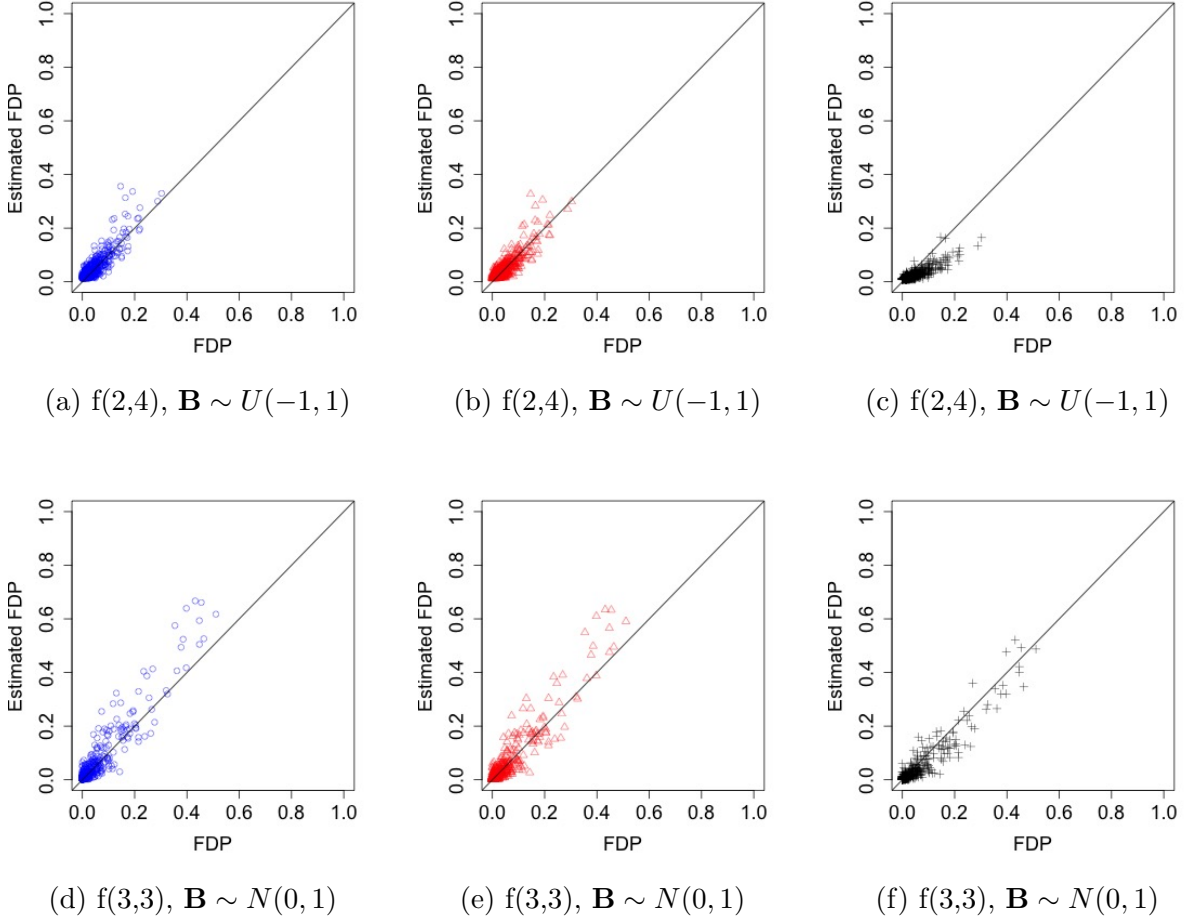 Estimated FDP
0.0 0.2 0.4 0.6 0.8 1.0
0.0 0.2 0.4 0.6 0.8 1.0
FDP
(a) f(2,4), B ∼ U(−1, 1)
Estimated FDP
0.0 0.2 0.4 0.6 0.8 1.0
0.0 0.2 0.4 0.6 0.8 1.0
FDP
(b) f(2,4), B ∼ U(−1, 1)
Estimated FDP
0.0 0.2 0.4 0.6 0.8 1.0
0.0 0.2 0.4 0.6 0.8 1.0
FDP
(c) f(2,4), B ∼ U(−1, 1)
Estimated FDP
0.0 0.2 0.4 0.6 0.8 1.0
0.0 0.2 0.4 0.6 0.8 1.0
FDP
(d) f(3,3), B ∼ N(0, 1)
Estimated FDP
0.0 0.2 0.4 0.6 0.8 1.0
0.0 0.2 0.4 0.6 0.8 1.0
FDP
(e) f(3,3), B ∼ N(0, 1)
Estimated FDP
0.0 0.2 0.4 0.6 0.8 1.0
0.0 0.2 0.4 0.6 0.8 1.0
FDP
(f) f(3,3), B ∼ N(0, 1)